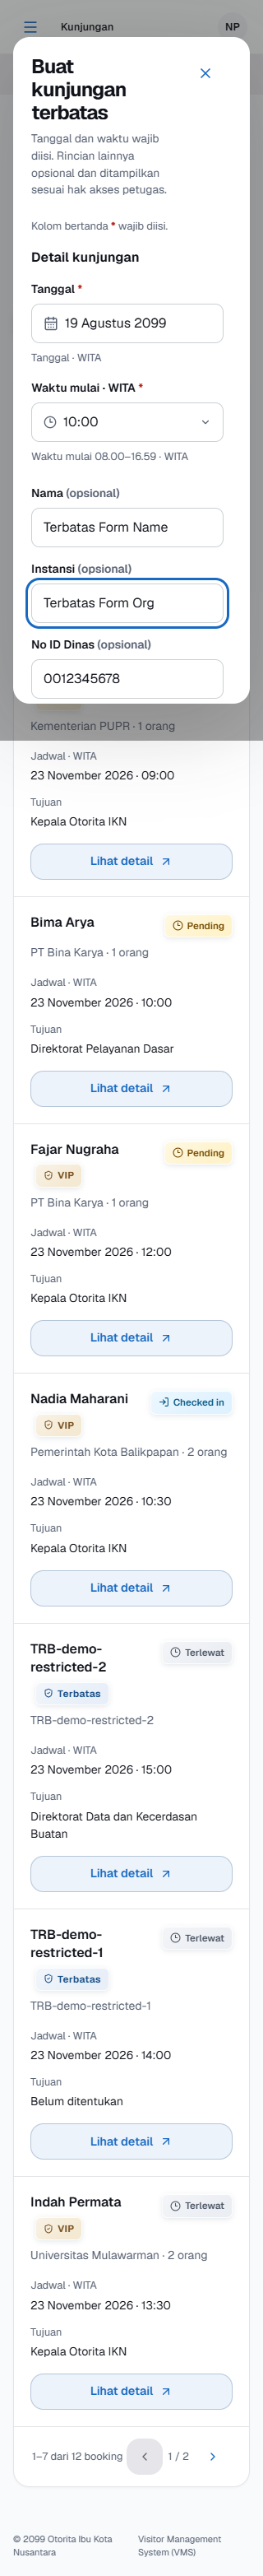 Kunjungan
NP
Buat
kunjungan
terbatas
Tanggal dan waktu wajib
diisi. Rincian lainnya
opsional dan ditampilkan
sesuai hak akses petugas.
Kolom bertanda * wajib diisi.
Detail kunjungan
Tanggal *
19 Agustus 2099
Tanggal · WITA
Waktu mulai · WITA *
10:00
Waktu mulai 08.00–16.59 · WITA
Nama (opsional)
Terbatas Form Name
Instansi (opsional)
Terbatas Form Org
No ID Dinas (opsional)
0012345678
Kementerian PUPR · 1 orang
Jadwal · WITA
23 November 2026 · 09:00
Tujuan
Kepala Otorita IKN
Lihat detail
Bima Arya
Pending
PT Bina Karya · 1 orang
Jadwal · WITA
23 November 2026 · 10:00
Tujuan
Direktorat Pelayanan Dasar
Lihat detail
Fajar Nugraha
Pending
VIP
PT Bina Karya · 1 orang
Jadwal · WITA
23 November 2026 · 12:00
Tujuan
Kepala Otorita IKN
Lihat detail
Nadia Maharani
Checked in
VIP
Pemerintah Kota Balikpapan · 2 orang
Jadwal · WITA
23 November 2026 · 10:30
Tujuan
Kepala Otorita IKN
Lihat detail
TRB-demo-
restricted-2
Terlewat
Terbatas
TRB-demo-restricted-2
Jadwal · WITA
23 November 2026 · 15:00
Tujuan
Direktorat Data dan Kecerdasan
Buatan
Lihat detail
TRB-demo-
restricted-1
Terlewat
Terbatas
TRB-demo-restricted-1
Jadwal · WITA
23 November 2026 · 14:00
Tujuan
Belum ditentukan
Lihat detail
Indah Permata
Terlewat
VIP
Universitas Mulawarman · 2 orang
Jadwal · WITA
23 November 2026 · 13:30
Tujuan
Kepala Otorita IKN
Lihat detail
1–7 dari 12 booking
1 / 2
© 2099 Otorita Ibu Kota
Nusantara
Visitor Management
System (VMS)